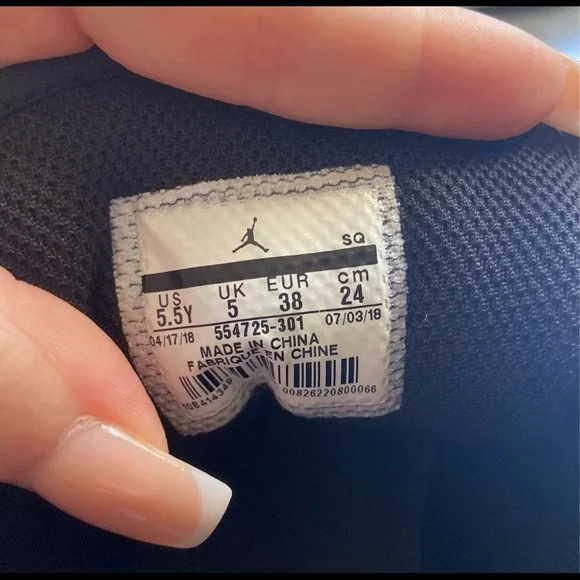 SQ
US UK EUR cm
5.5Y 5 38 24
04/17/18 554725-301 07/03/18
MADE IN CHINA
FABRIQUE EN CHINE
00826220800066